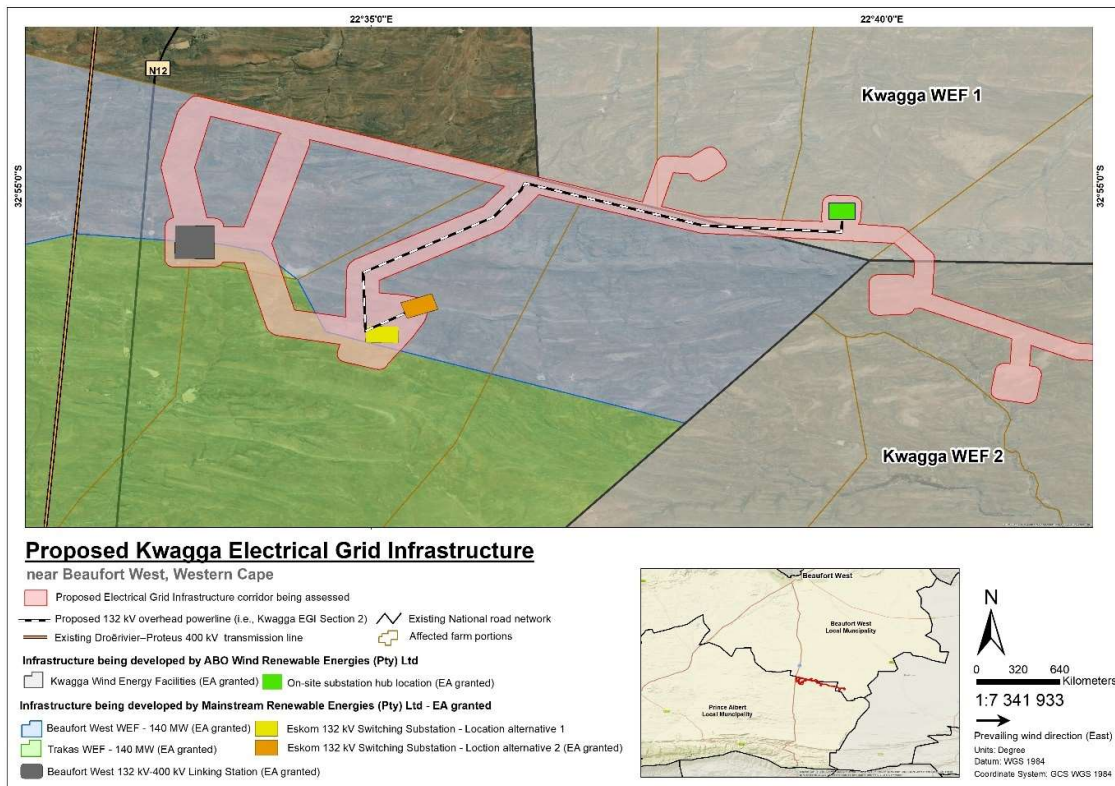 22°35'0"E
22°40'0"E
N12
Kwagga WEF 1
32°55'0"S
32°55'0"S
Kwagga WEF 2
Proposed Kwagga Electrical Grid Infrastructure
near Beaufort West, Western Cape
Proposed Electrical Grid Infrastructure corridor being assessed
Proposed 132 kV overhead powerline (i.e., Kwagga EGI Section 2)
Existing National road network
Existing Droërivier–Proteus 400 kV transmission line
Affected farm portions
Infrastructure being developed by ABO Wind Renewable Energies (Pty) Ltd
Kwagga Wind Energy Facilities (EA granted)
On-site substation hub location (EA granted)
Infrastructure being developed by Mainstream Renewable Energies (Pty) Ltd - EA granted
Beaufort West WEF - 140 MW (EA granted)
Eskom 132 kV Switching Substation - Location alternative 1
Trakas WEF - 140 MW (EA granted)
Eskom 132 kV Switching Substation - Loction alternative 2 (EA granted)
Beaufort West 132 kV-400 kV Linking Station (EA granted)
Beaufort West
Beaufort West
Local Municipality
Prince Albert
Local Municipality
N
0 320 640
Kilometers
1:7 341 933
Prevailing wind direction (East)
Units: Degree
Datum: WGS 1984
Coordinate System: GCS WGS 1984